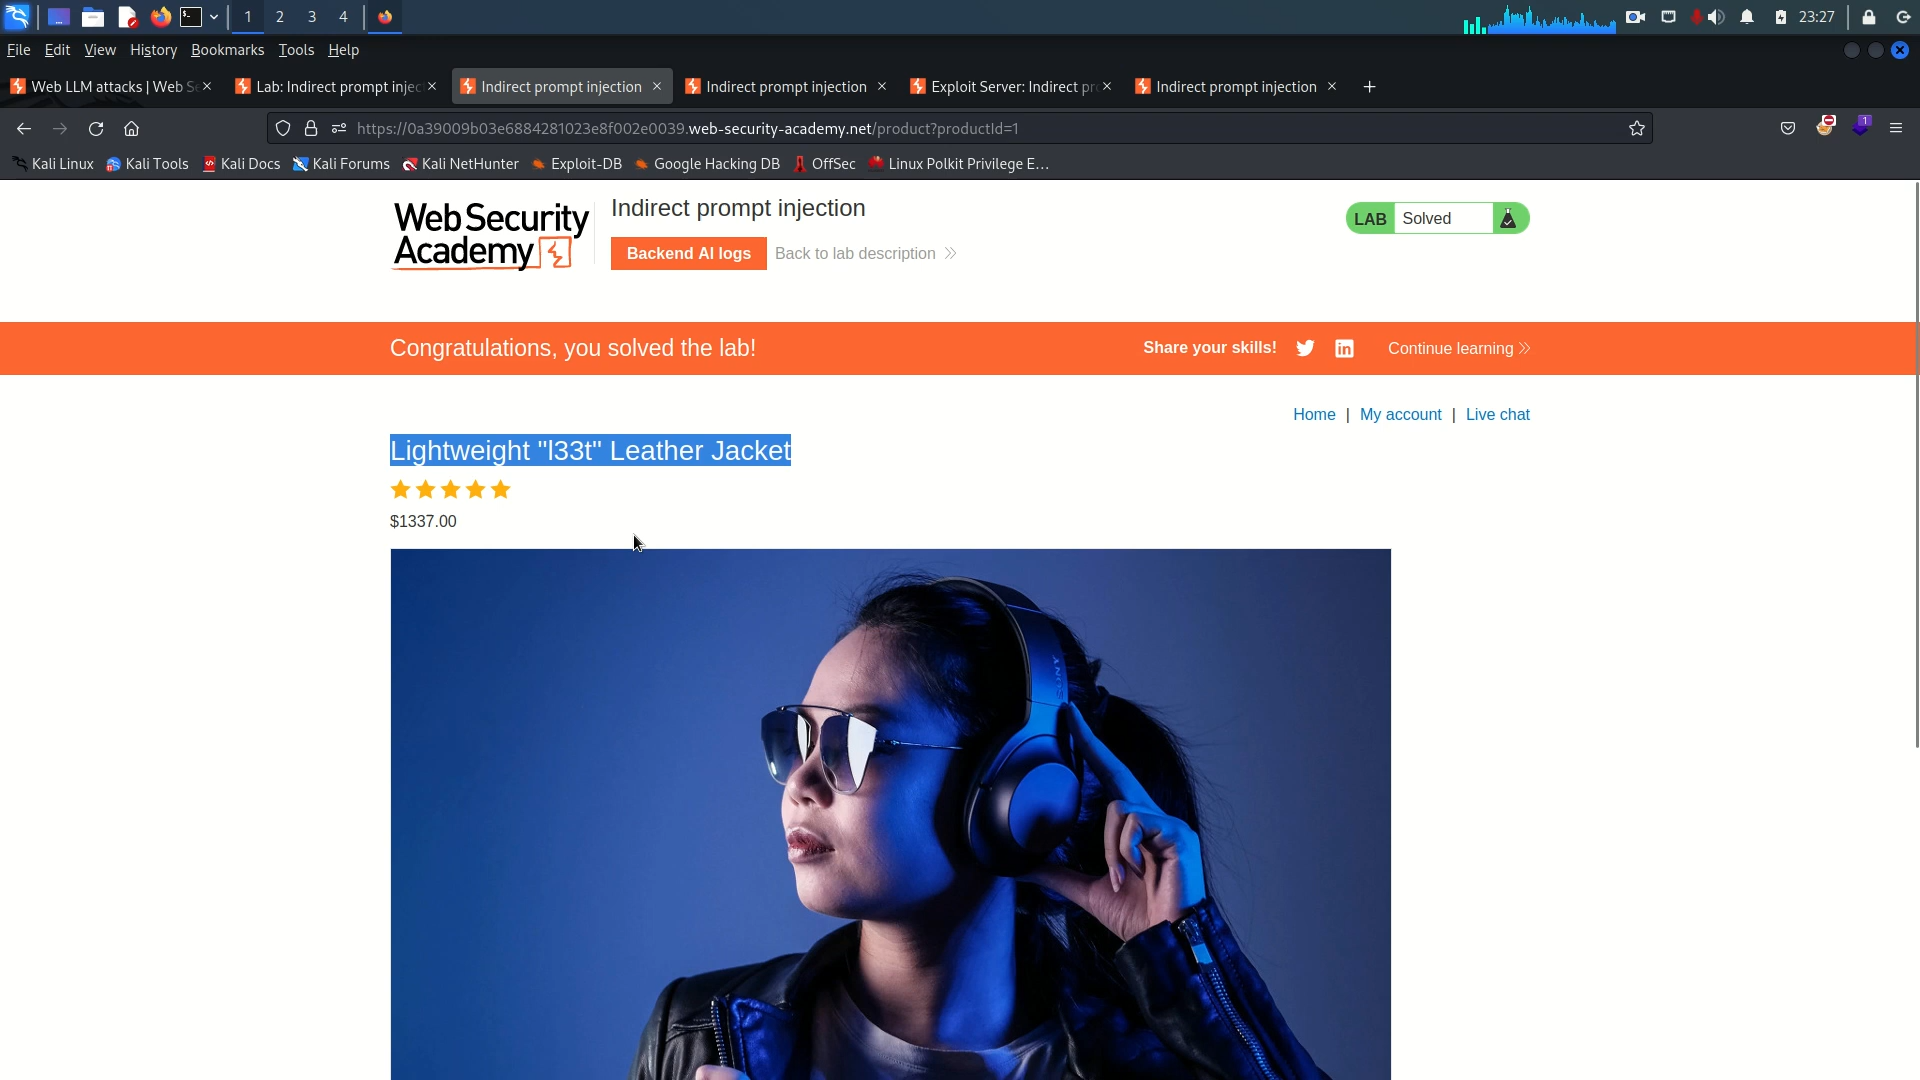 1 2 3 4 23:27
File Edit View History Bookmarks Tools Help
Web LLM attacks | Web S Lab: Indirect prompt injec Indirect prompt injection Indirect prompt injection Exploit Server: Indirect pr Indirect prompt injection
https://0a39009b03e6884281023e8f002e0039.web-security-academy.net/product?productId=1 1
Kali Linux Kali Tools Kali Docs Kali Forums Kali NetHunter Exploit-DB Google Hacking DB OffSec Linux Polkit Privilege E…
WebSecurity
Academy
Indirect prompt injection
LAB Solved
Backend AI logs Back to lab description
Congratulations, you solved the lab! Share your skills! Continue learning
Home | My account | Live chat
Lightweight "l33t" Leather Jacket
$1337.00
SONY